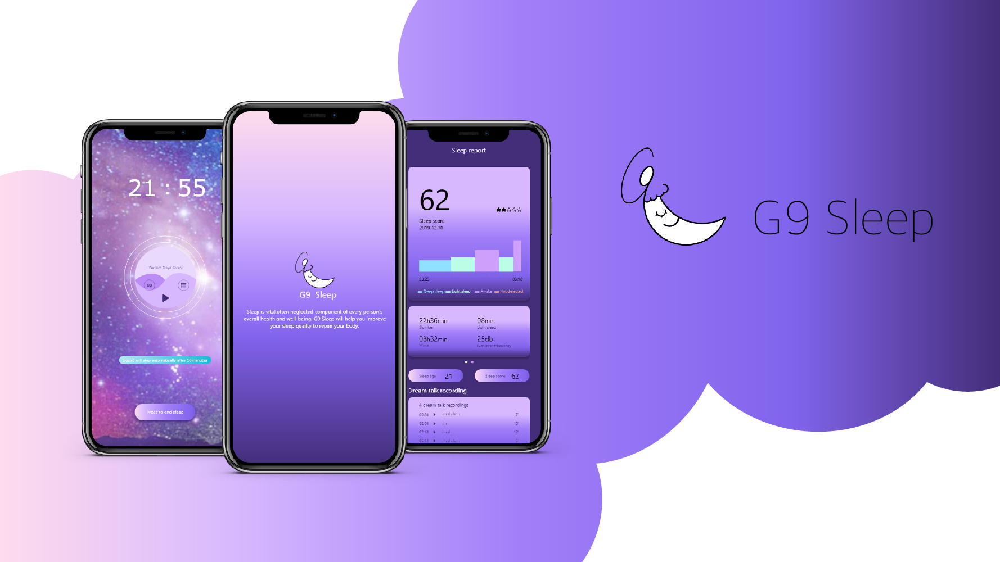 21 : 55
(For him-Troye Sivan)
10
Sound will stop automatically after 10 minutes
Press to end sleep
G9 Sleep
Sleep is vital,often neglected component of every person's
overall health and well-being. G9 Sleep will help you improve
your sleep quailty to repair your body.
Sleep report
62
Sleep score
2019.12.10
23:25 08:10
Deep sleep Light sleep Awake Not detected
22h36min 08min
Slumber Light sleep
08h32min 25db
Wake Turn over frequency
Sleep age 21 Sleep score 62
Dream talk recording
4 dream talk recordings
00:23 7'
02:03 10'
02:10 12'
05:12
G9 Sleep